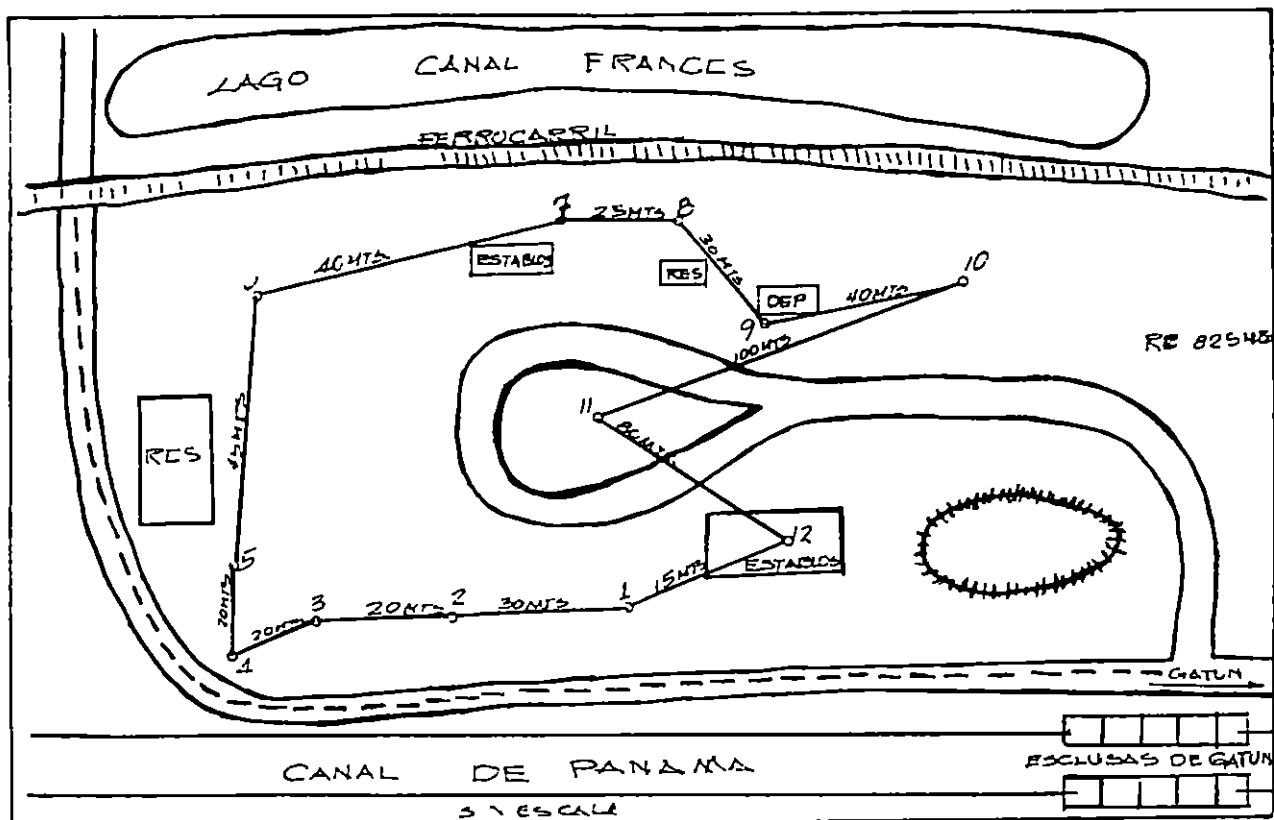 LAGO CANAL FRANCES
FERROCARRIL
7 25MTS 8
40MTS
ESTABLOS
30MTS
RES
10
DEP
40MTS
9
100MTS
RE 82548
11
RES
12
ESTABLOS
5
15MTS
1
30MTS
2
20MTS
3
20MTS
20MTS
4
GATUN
ESCLUSAS DE GATUN
CANAL DE PANAMA
S \ ESCALA